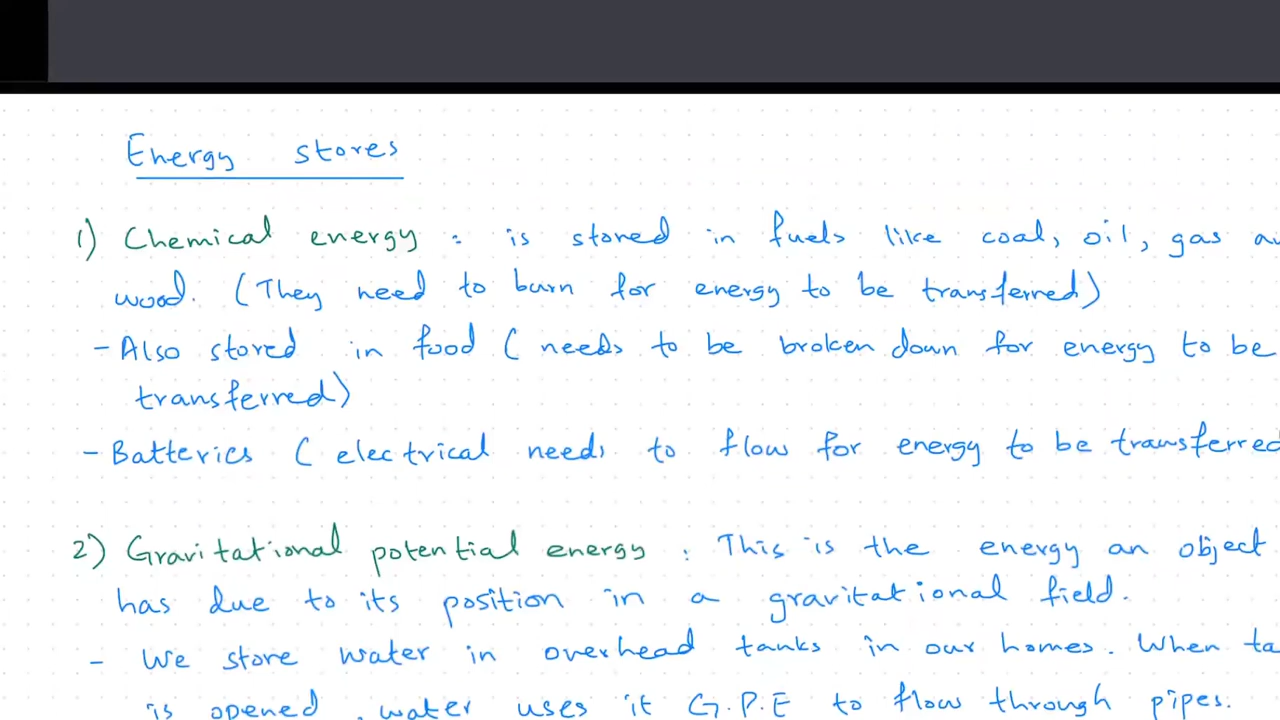 Energy stores
1) Chemical energy : is stored in fuels like coal, oil, gas
wood. (They need to burn for energy to be transferred)
- Also stored in food ( needs to be broken down for energy to be
transferred)
- Batteries ( electrical needs to flow for energy to be transferred
2) Gravitational potential energy : This is the energy an object
has due to its position in a gravitational field.
- We store water in overhead tanks in our homes. When
is opened , water uses it G.P.E to flow through pipes.